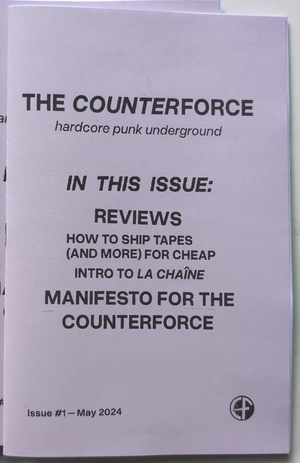 THE COUNTERFORCE
hardcore punk underground
IN THIS ISSUE:
REVIEWS
HOW TO SHIP TAPES
(AND MORE) FOR CHEAP
INTRO TO LA CHAÎNE
MANIFESTO FOR THE
COUNTERFORCE
Issue #1 — May 2024